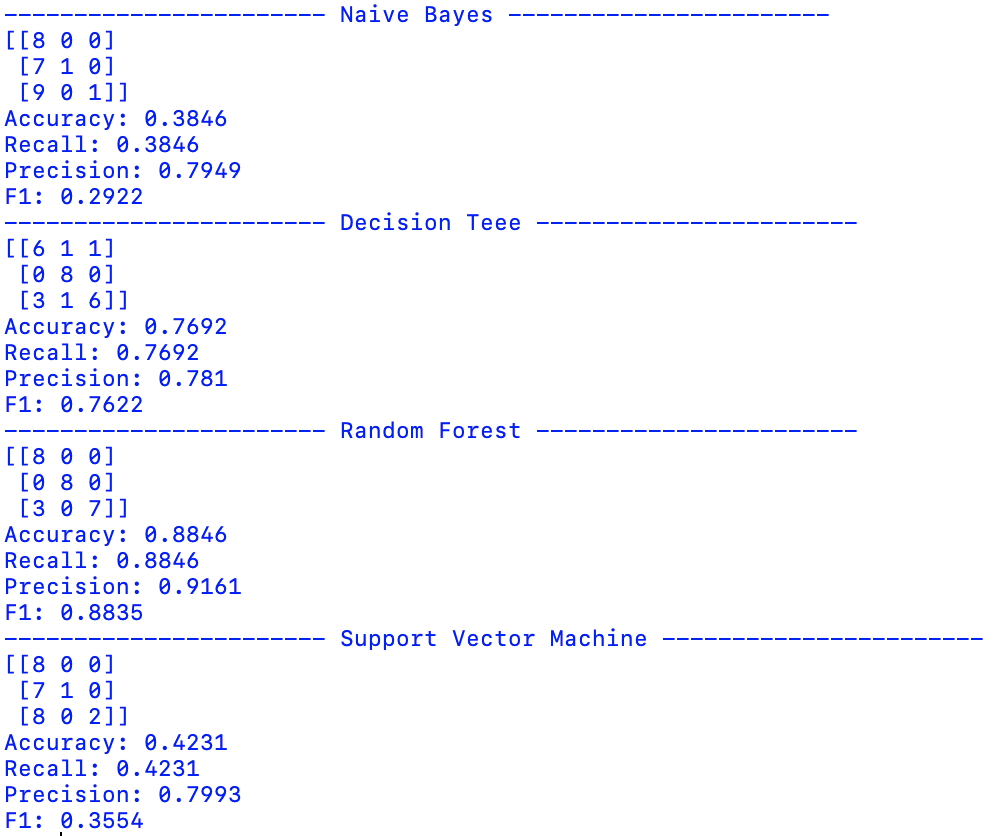 ----------------------- Naive Bayes -----------------------
[[8 0 0]
 [7 1 0]
 [9 0 1]]
Accuracy: 0.3846
Recall: 0.3846
Precision: 0.7949
F1: 0.2922
----------------------- Decision Teee -----------------------
[[6 1 1]
 [0 8 0]
 [3 1 6]]
Accuracy: 0.7692
Recall: 0.7692
Precision: 0.781
F1: 0.7622
----------------------- Random Forest -----------------------
[[8 0 0]
 [0 8 0]
 [3 0 7]]
Accuracy: 0.8846
Recall: 0.8846
Precision: 0.9161
F1: 0.8835
----------------------- Support Vector Machine -----------------------
[[8 0 0]
 [7 1 0]
 [8 0 2]]
Accuracy: 0.4231
Recall: 0.4231
Precision: 0.7993
F1: 0.3554